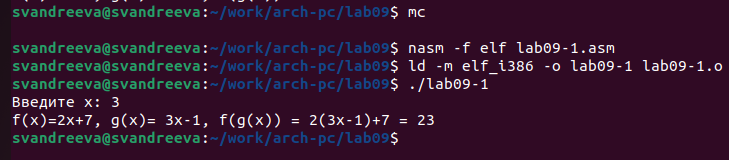 svandreeva@svandreeva:~/work/arch-pc/lab09$ mc
svandreeva@svandreeva:~/work/arch-pc/lab09$ nasm -f elf lab09-1.asm
svandreeva@svandreeva:~/work/arch-pc/lab09$ ld -m elf_i386 -o lab09-1 lab09-1.o
svandreeva@svandreeva:~/work/arch-pc/lab09$ ./lab09-1
Введите x: 3
f(x)=2x+7, g(x)= 3x-1, f(g(x)) = 2(3x-1)+7 = 23
svandreeva@svandreeva:~/work/arch-pc/lab09$